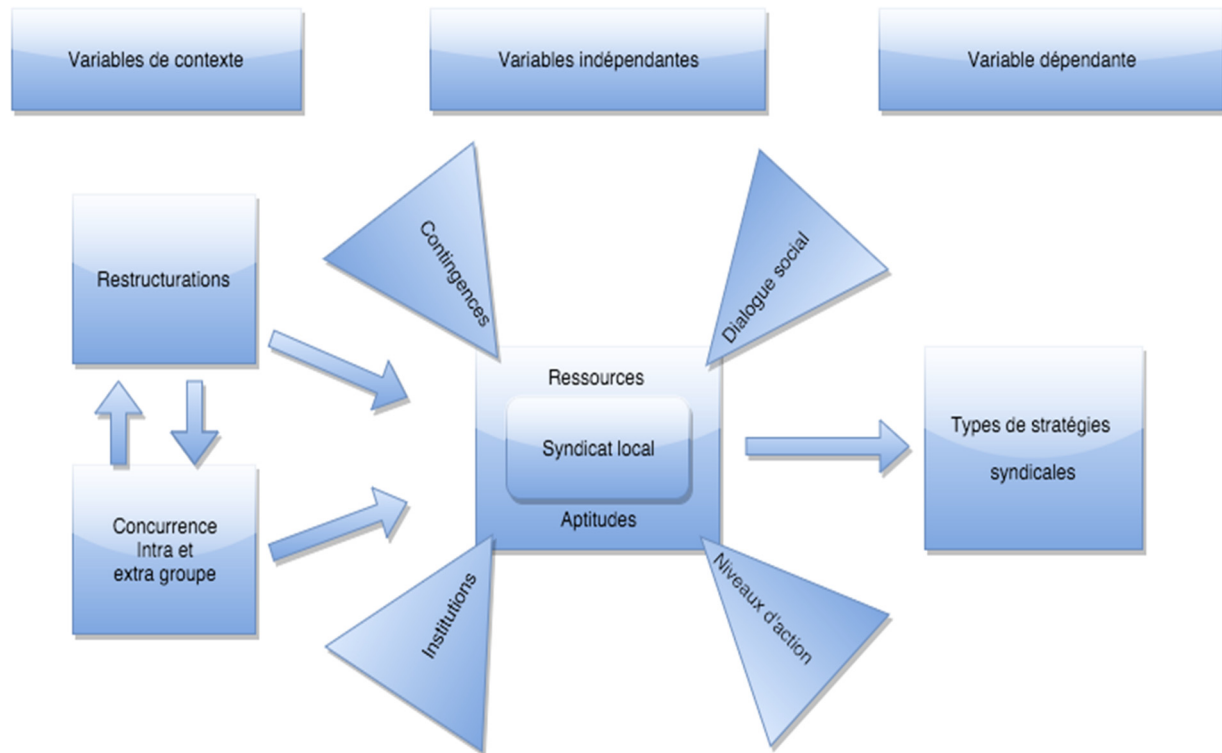 Variables de contexte
Variables indépendantes
Variable dépendante
Contingences
Dialogue social
Restructurations
Ressources
Syndicat local
Aptitudes
Types de stratégies
syndicales
Concurrence
Intra et
extra groupe
Institutions
Niveaux d'action